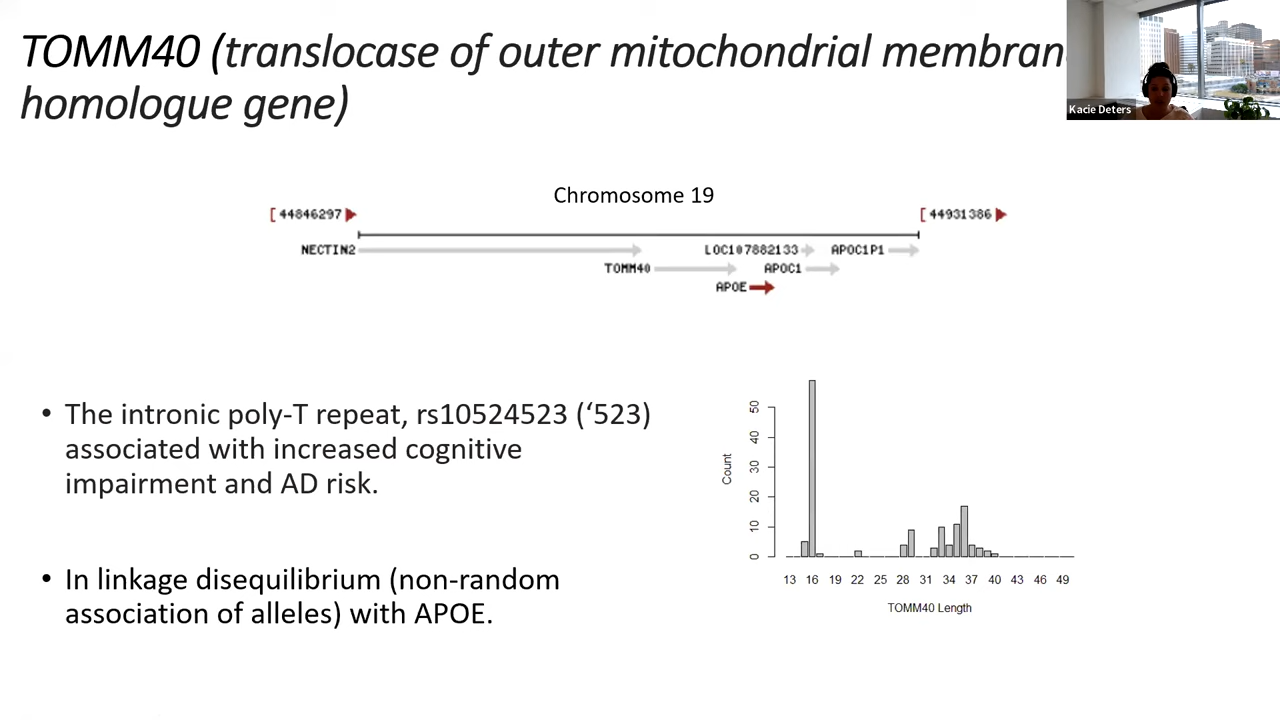 TOMM40 (translocase of outer mitochondrial membran
homologue gene)
Kacie Deters
Chromosome 19
[ 44846297
[ 44931386
NECTIN2
LOC107882133
APOC1P1
TOMM40
APOC1
APOE
• The intronic poly-T repeat, rs10524523 (‘523)
associated with increased cognitive
impairment and AD risk.
• In linkage disequilibrium (non-random
association of alleles) with APOE.
Count
50
40
30
20
10
0
13 16 19 22 25 28 31 34 37 40 43 46 49
TOMM40 Length